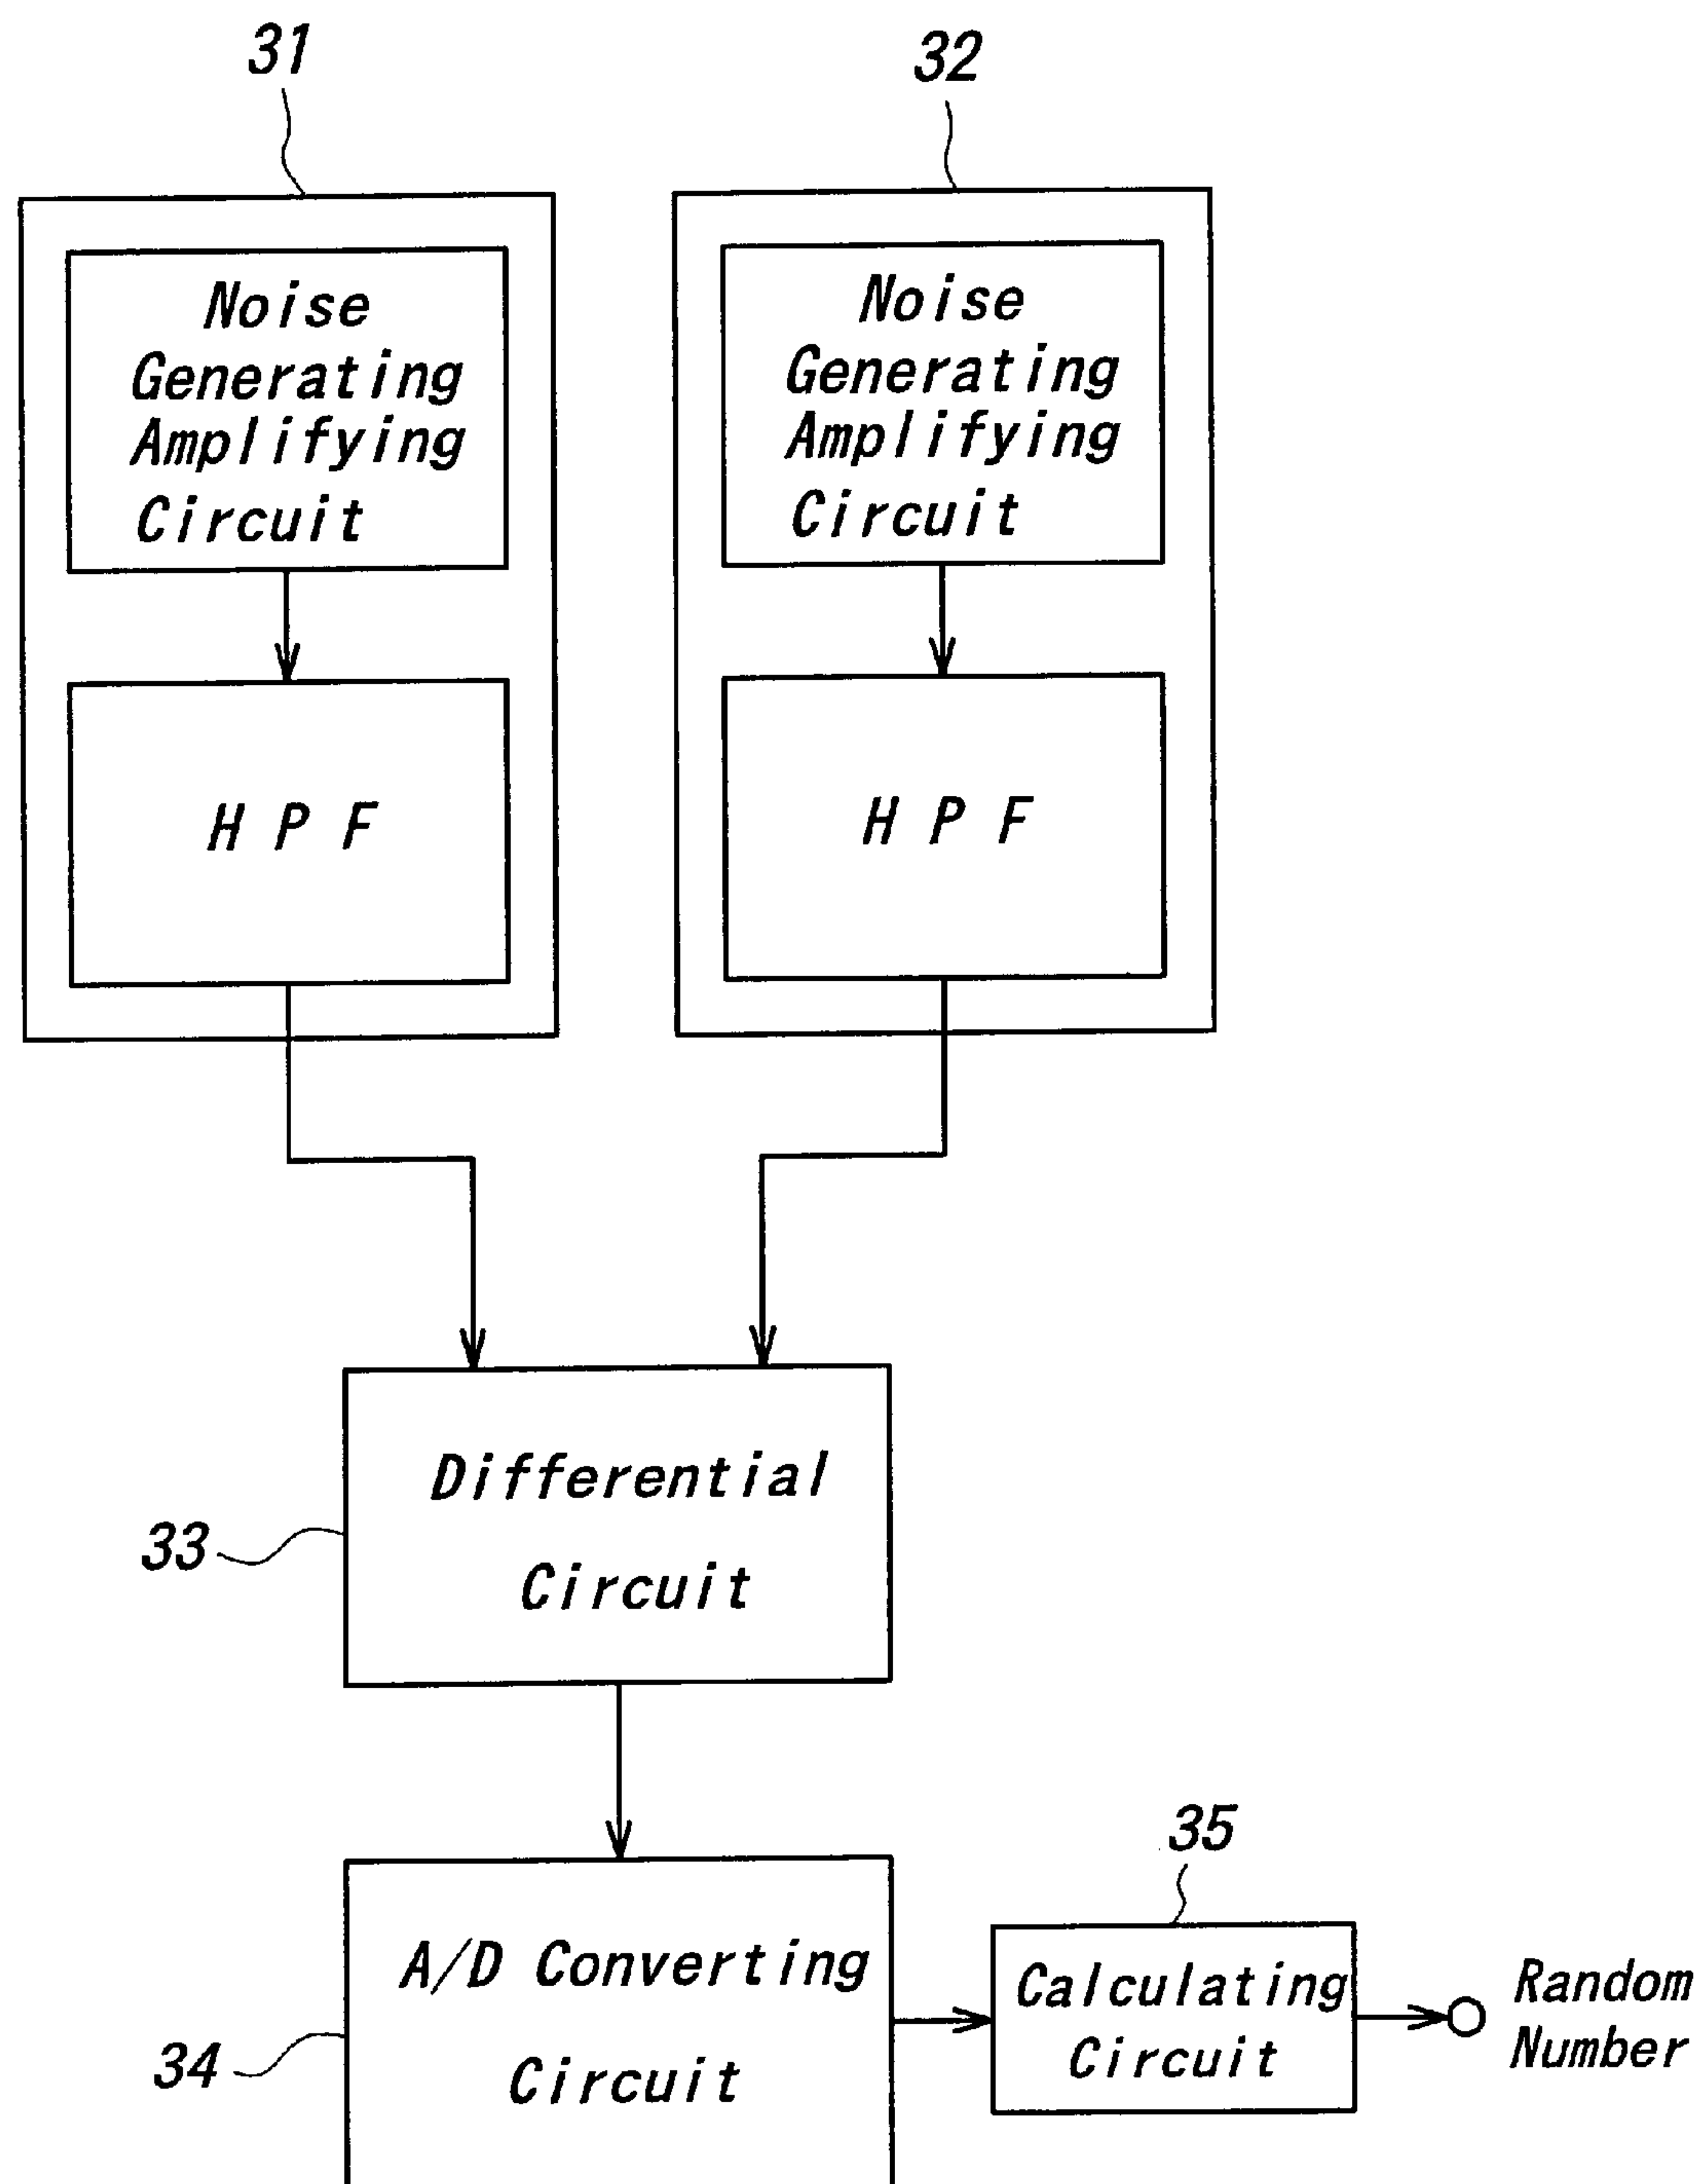 31
32
Noise
Generating
Amplifying
Circuit
Noise
Generating
Amplifying
Circuit
H P F
H P F
Differential
Circuit
33
35
A/D Converting
Circuit
34
Calculating
Circuit
Random
Number